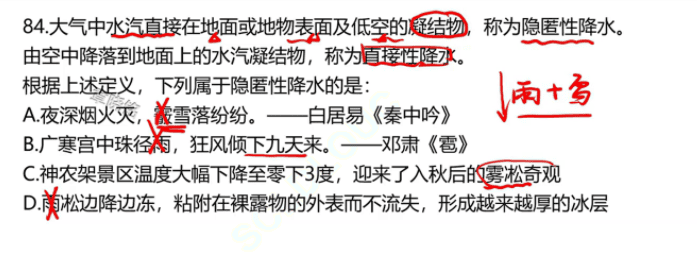 84.大气中水汽直接在地面或地物表面及低空的凝结物，称为隐匿性降水。
由空中降落到地面上的水汽凝结物，称为直接性降水。
根据上述定义，下列属于隐匿性降水的是：
雨+雪
A.夜深烟火灭，霰雪落纷纷。——白居易《秦中吟》
B.广寒宫中珠径雨，狂风倾下九天来。——邓肃《雹》
C.神农架景区温度大幅下降至零下3度，迎来了入秋后的雾凇奇观
D.雨凇边降边冻，粘附在裸露物的外表而不流失，形成越来越厚的冰层